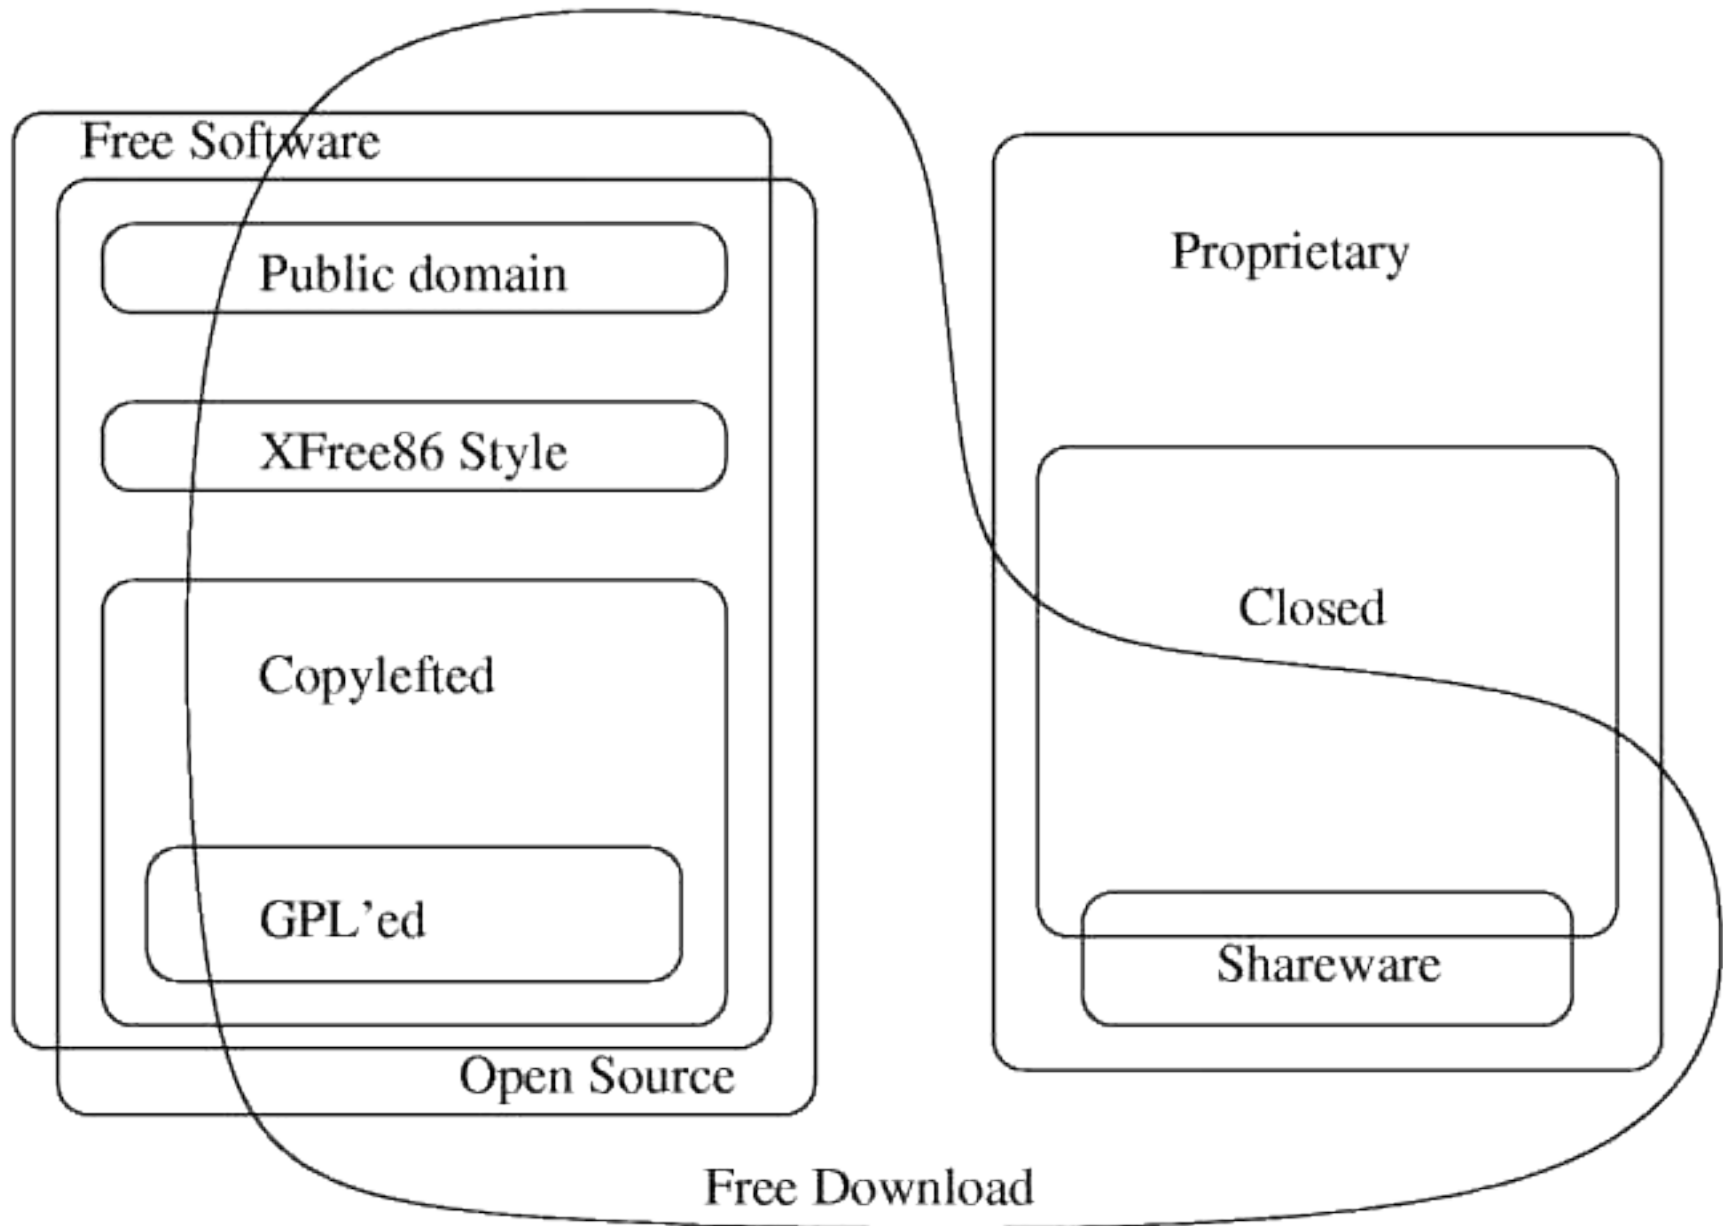 Free Software
Public domain
XFree86 Style
Copylefted
GPL'ed
Open Source
Proprietary
Closed
Shareware
Free Download